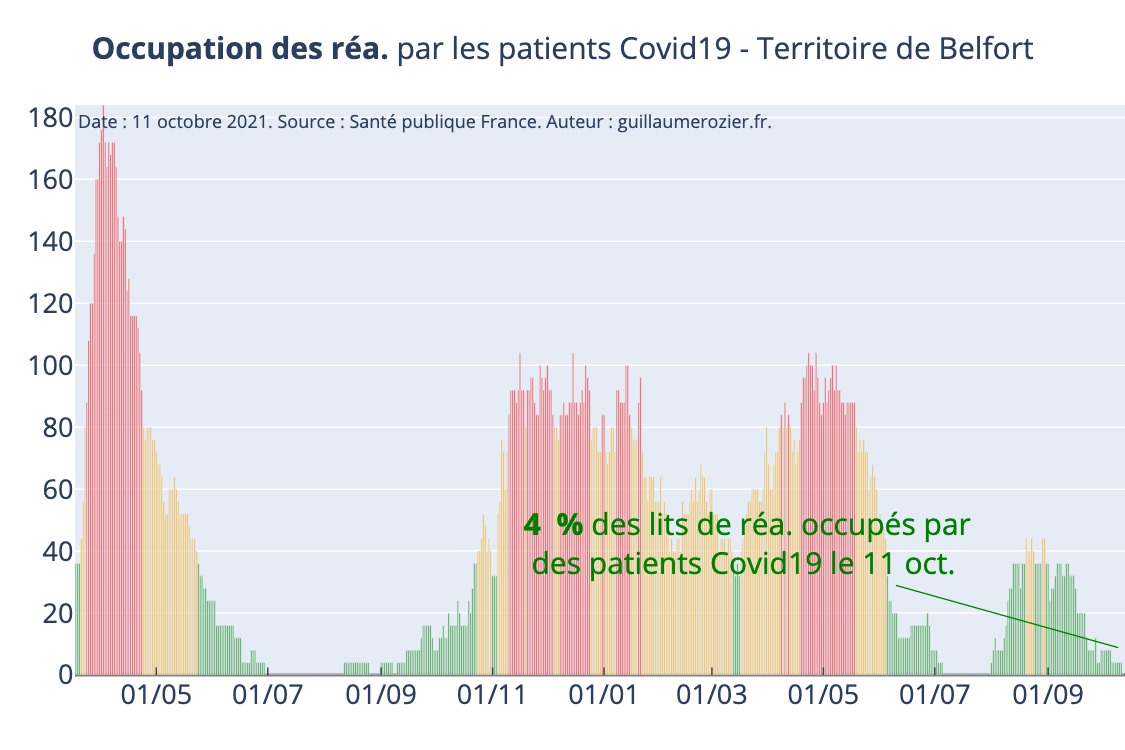 Occupation des réa. par les patients Covid19 - Territoire de Belfort
Date : 11 octobre 2021. Source : Santé publique France. Auteur : guillaumerozier.fr.
180
160
140
120
100
80
60
40
20
0
4 % des lits de réa. occupés par
des patients Covid19 le 11 oct.
01/05 01/07 01/09 01/11 01/01 01/03 01/05 01/07 01/09